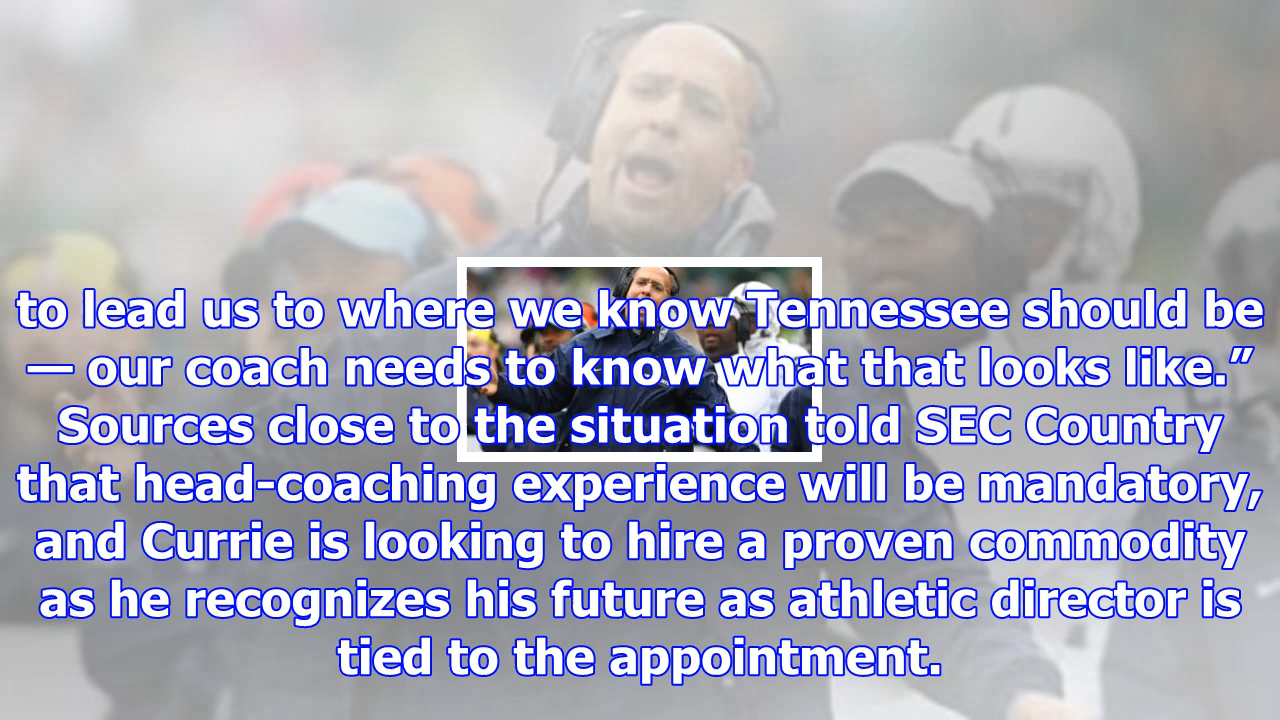 to lead us to where we know Tennessee should be
— our coach needs to know what that looks like.”
Sources close to the situation told SEC Country
that head-coaching experience will be mandatory,
and Currie is looking to hire a proven commodity
as he recognizes his future as athletic director is
tied to the appointment.